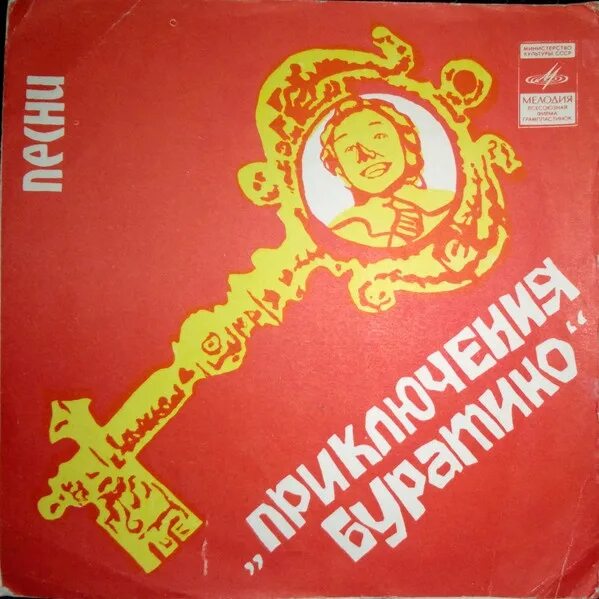 ПЕСНИ
МИНИСТЕРСТВО
КУЛЬТУРЫ СССР
МЕЛОДИЯ
ВСЕСОЮЗНАЯ
ФИРМА
ГРАМПЛАСТИНОК
„ПРИКЛЮЧЕНИЯ
БУРАТИНО“